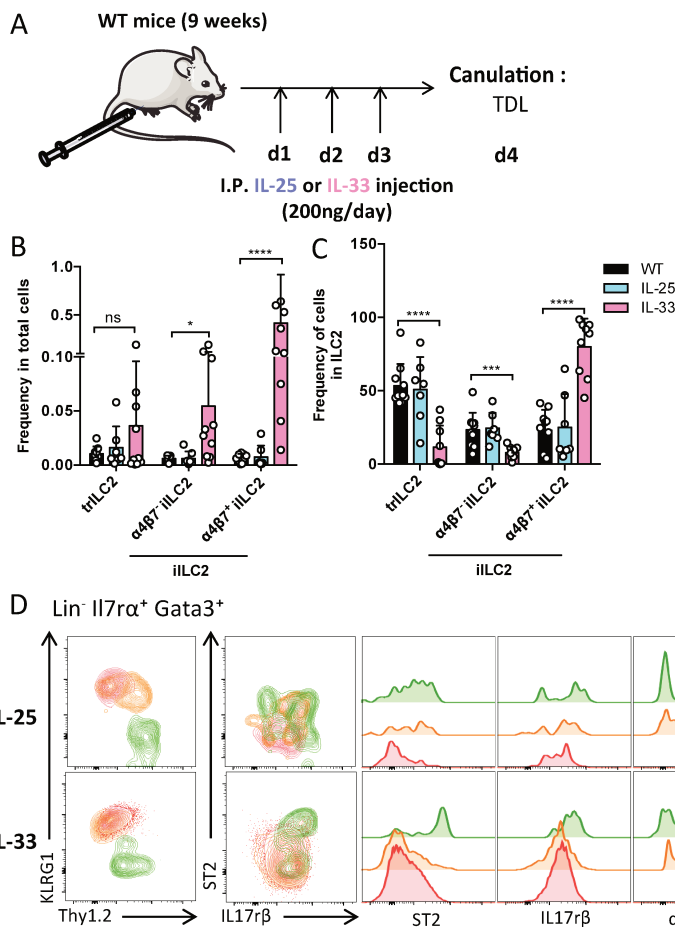 A
WT mice (9 weeks)
Canulation :
TDL
d1 d2 d3 d4
I.P. IL-25 or IL-33 injection
(200ng/day)
B
Frequency in total cells
1.0
0.5
0.10
0.05
0.00
ns
*
****
trILC2
α4β7⁻ iILC2
α4β7⁺ iILC2
iILC2
C
Frequency of cells
in ILC2
150
100
50
0
****
***
****
WT
IL-25
IL-33
trILC2
α4β7⁻ iILC2
α4β7⁺ iILC2
iILC2
D
Lin⁻ Il7rα⁺ Gata3⁺
L-25
L-33
KLRG1
Thy1.2
ST2
IL17rβ
ST2
IL17rβ